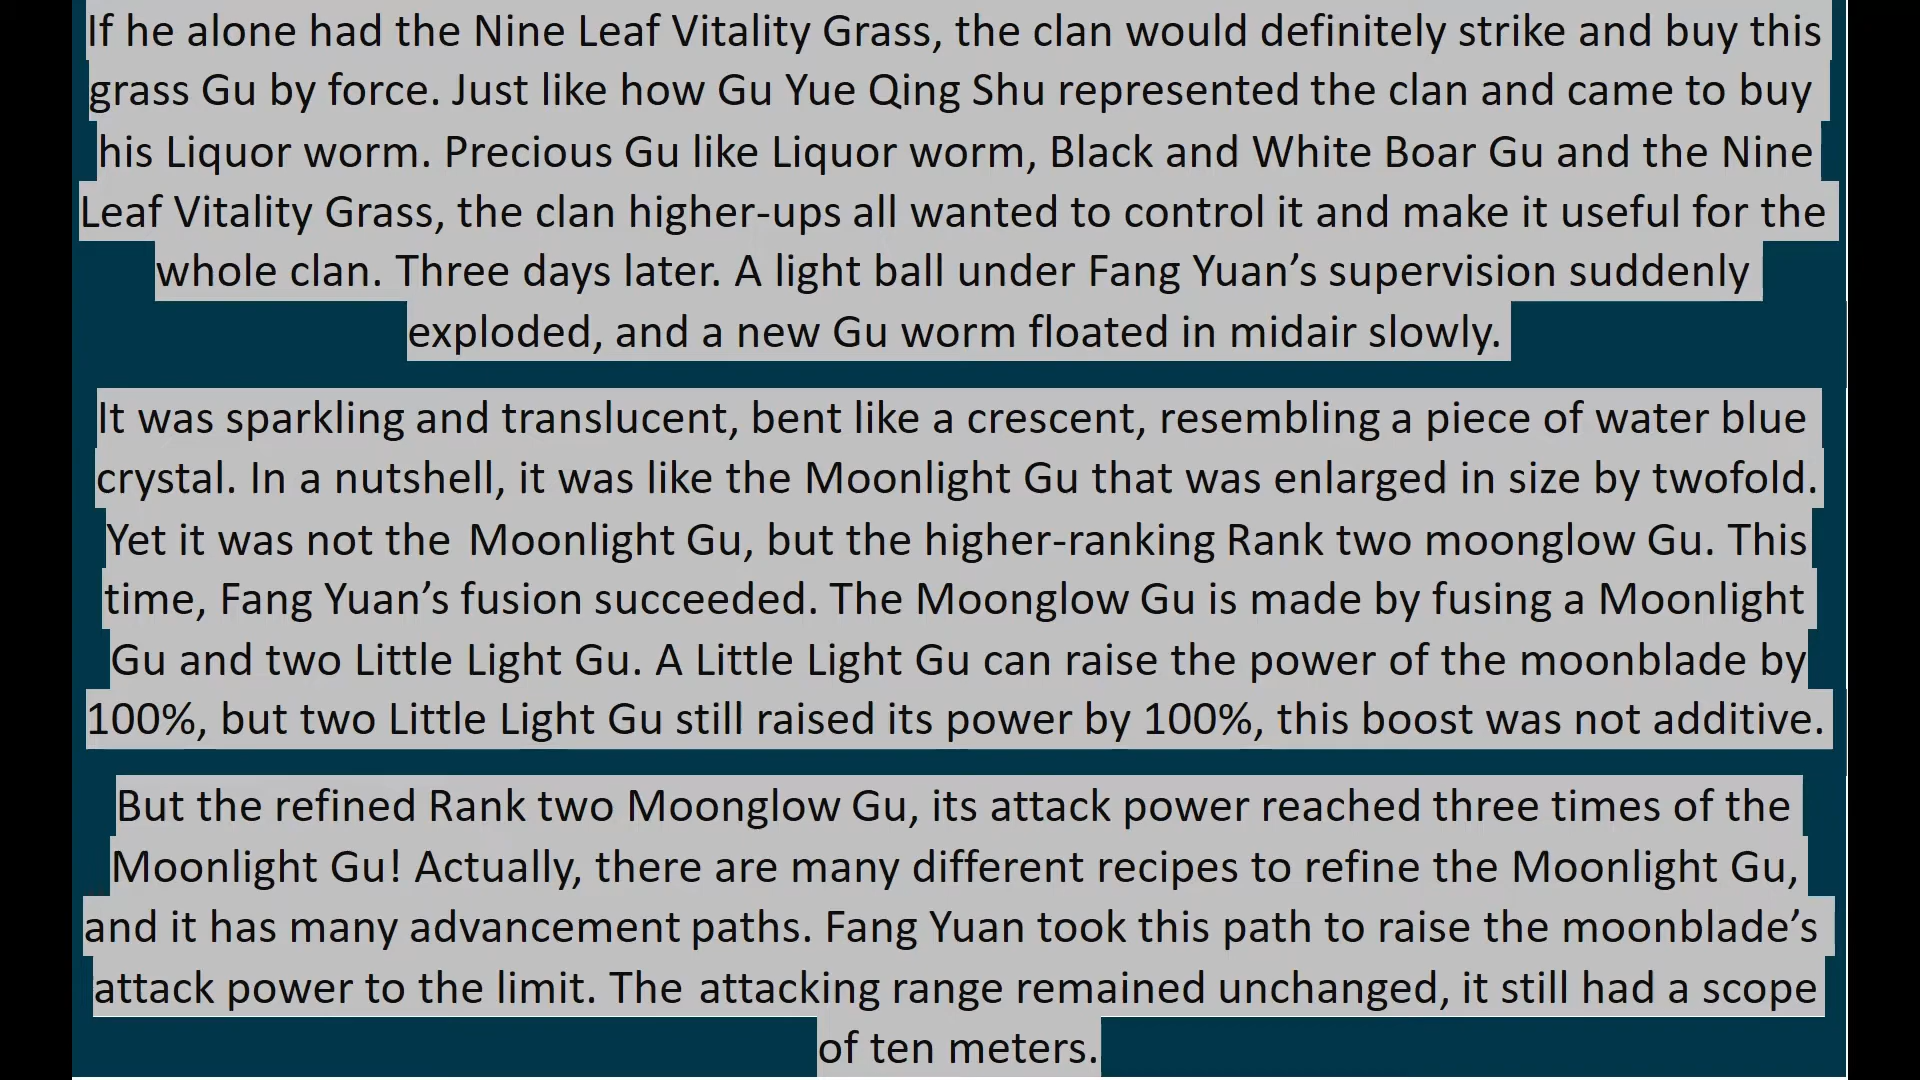 If he alone had the Nine Leaf Vitality Grass, the clan would definitely strike and buy this
grass Gu by force. Just like how Gu Yue Qing Shu represented the clan and came to buy
his Liquor worm. Precious Gu like Liquor worm, Black and White Boar Gu and the Nine
Leaf Vitality Grass, the clan higher-ups all wanted to control it and make it useful for the
whole clan. Three days later. A light ball under Fang Yuan’s supervision suddenly
exploded, and a new Gu worm floated in midair slowly.
It was sparkling and translucent, bent like a crescent, resembling a piece of water blue
crystal. In a nutshell, it was like the Moonlight Gu that was enlarged in size by twofold.
Yet it was not the Moonlight Gu, but the higher-ranking Rank two moonglow Gu. This
time, Fang Yuan’s fusion succeeded. The Moonglow Gu is made by fusing a Moonlight
Gu and two Little Light Gu. A Little Light Gu can raise the power of the moonblade by
100%, but two Little Light Gu still raised its power by 100%, this boost was not additive.
But the refined Rank two Moonglow Gu, its attack power reached three times of the
Moonlight Gu! Actually, there are many different recipes to refine the Moonlight Gu,
and it has many advancement paths. Fang Yuan took this path to raise the moonblade’s
attack power to the limit. The attacking range remained unchanged, it still had a scope
of ten meters.